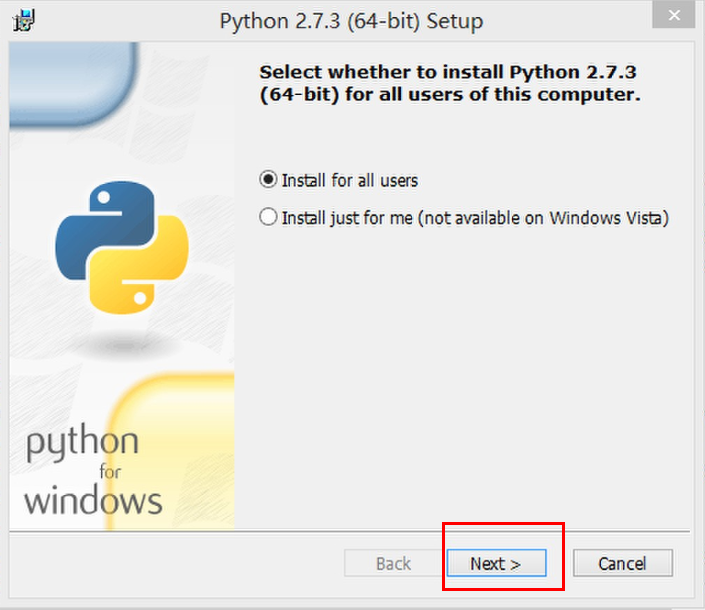 Python 2.7.3 (64-bit) Setup
Select whether to install Python 2.7.3
(64-bit) for all users of this computer.
Install for all users
Install just for me (not available on Windows Vista)
python
for
windows
Back
Next >
Cancel